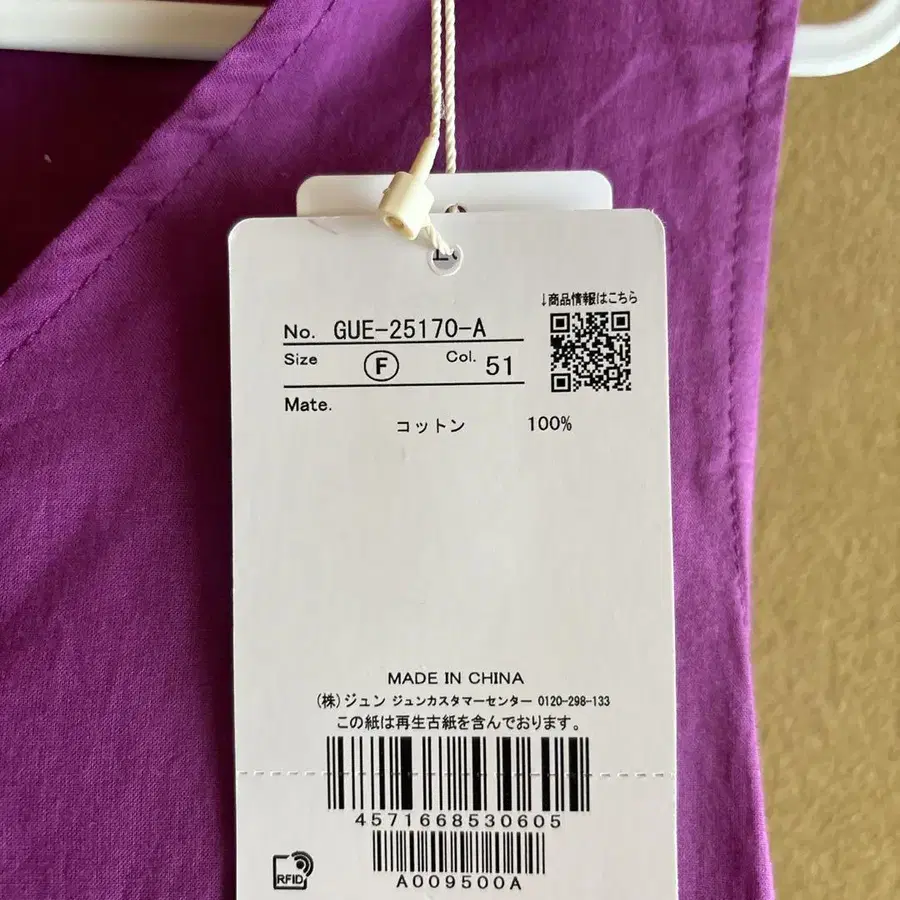 ↓商品情報はこちら
No. GUE-25170-A
Size Ⓕ Col. 51
Mate.
コットン 100%
MADE IN CHINA
(株)ジュン ジュンカスタマーセンター 0120-298-133
この紙は再生古紙を含んでおります。
4571668530605
A009500A
RFID